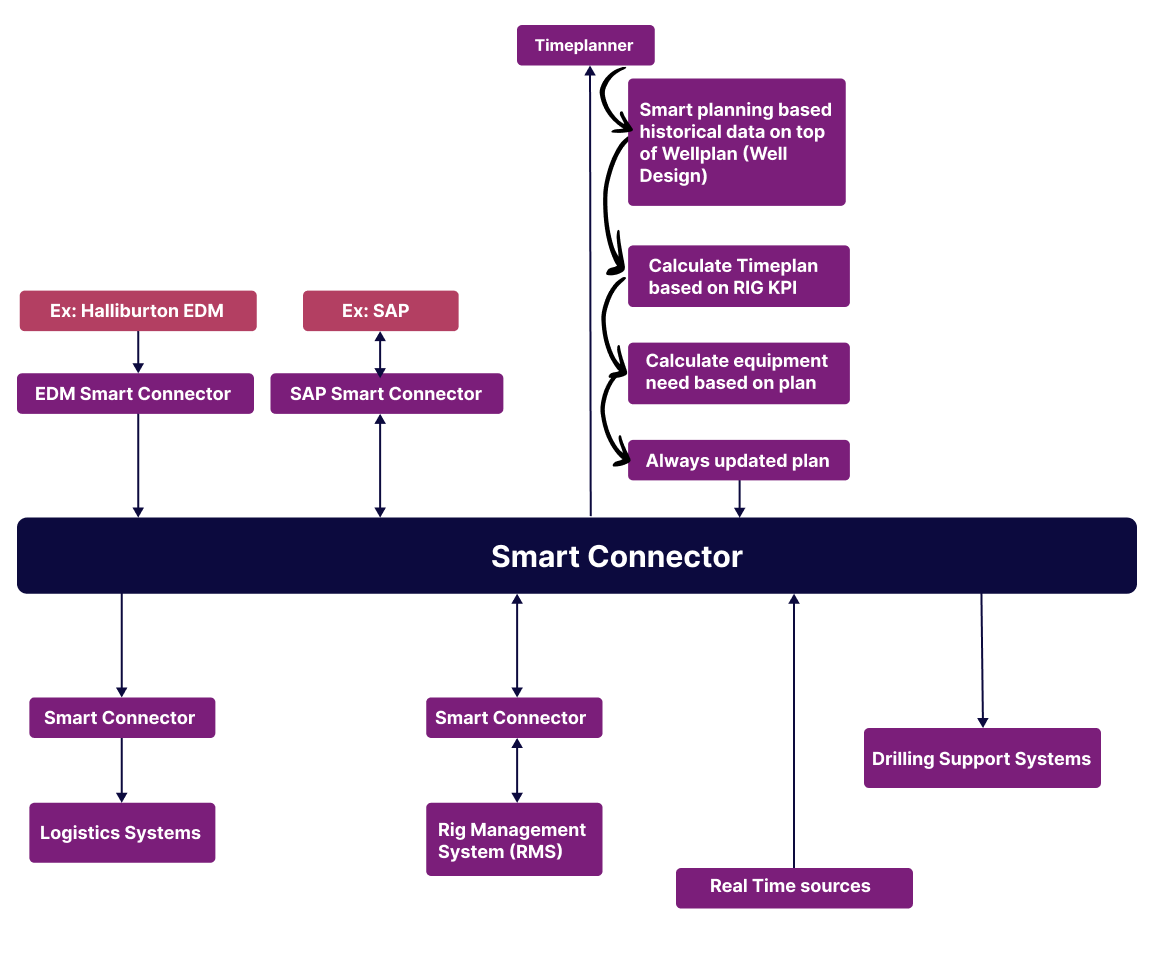 Timeplanner
Smart planning based
historical data on top
of Wellplan (Well
Design)
Calculate Timeplan
based on RIG KPI
Ex: Halliburton EDM
Ex: SAP
Calculate equipment
need based on plan
EDM Smart Connector
SAP Smart Connector
Always updated plan
Smart Connector
Smart Connector
Smart Connector
Drilling Support Systems
Logistics Systems
Rig Management
System (RMS)
Real Time sources